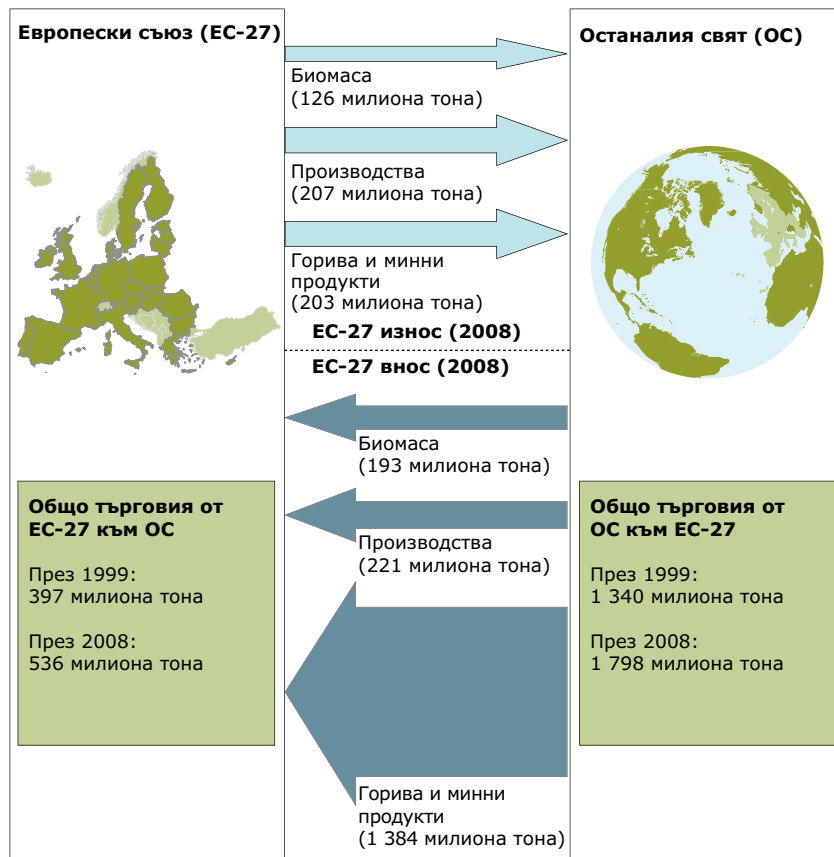 Европески съюз (ЕС-27)
Останалия свят (ОС)
Биомаса
(126 милиона тона)
Производства
(207 милиона тона)
Горива и минни
продукти
(203 милиона тона)
ЕС-27 износ (2008)
ЕС-27 внос (2008)
Биомаса
(193 милиона тона)
Производства
(221 милиона тона)
Горива и минни
продукти
(1 384 милиона тона)
Общо търговия от
ЕС-27 към ОС
През 1999:
397 милиона тона
През 2008:
536 милиона тона
Общо търговия от
ОС към ЕС-27
През 1999:
1 340 милиона тона
През 2008:
1 798 милиона тона